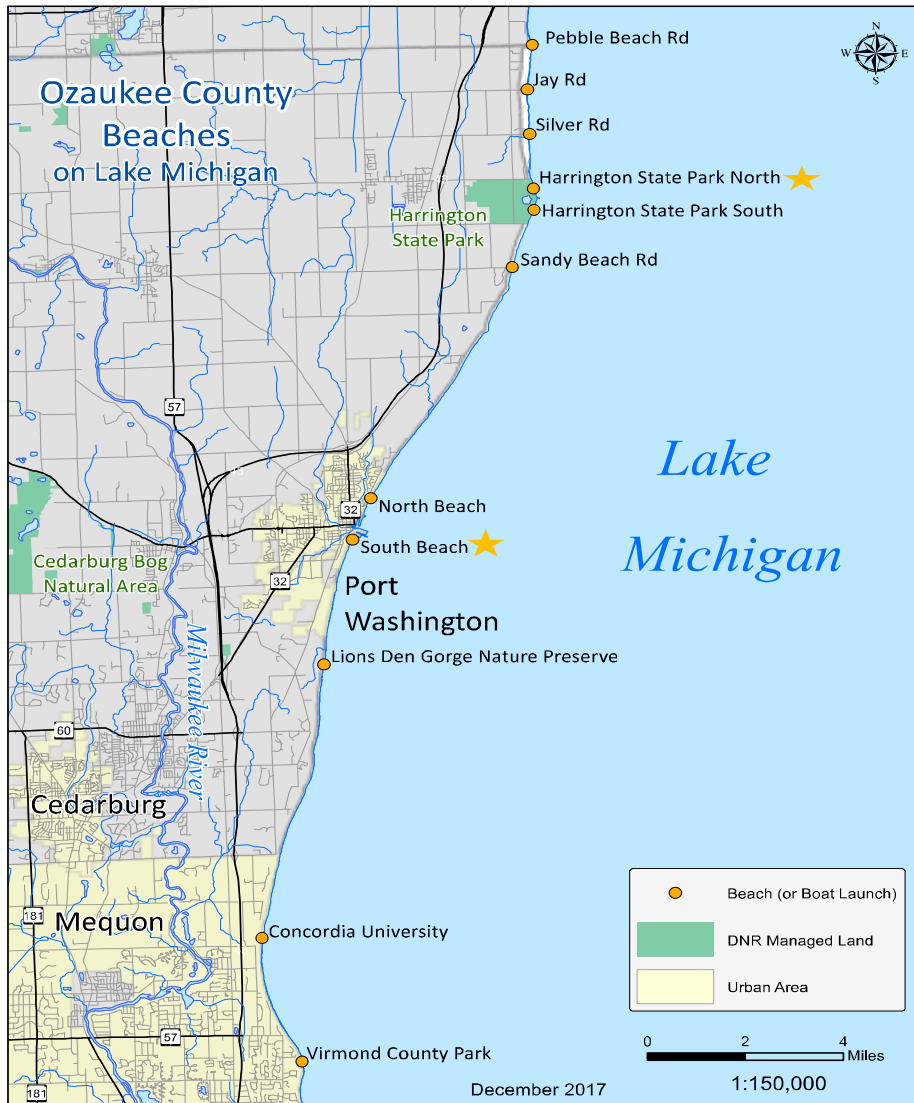 Pebble Beach Rd
N
W E
S
Jay Rd
Ozaukee County
Beaches
on Lake Michigan
Silver Rd
Harrington State Park North
Harrington State Park South
Harrington
State Park
Sandy Beach Rd
57
Lake
Michigan
North Beach
32
South Beach
Cedarburg Bog
Natural Area
32
Port
Washington
Milwaukee River
Lions Den Gorge Nature Preserve
60
Cedarburg
Beach (or Boat Launch)
181
Mequon
Concordia University
DNR Managed Land
Urban Area
57
Virmond County Park
0 2 4
Miles
1:150,000
December 2017
181